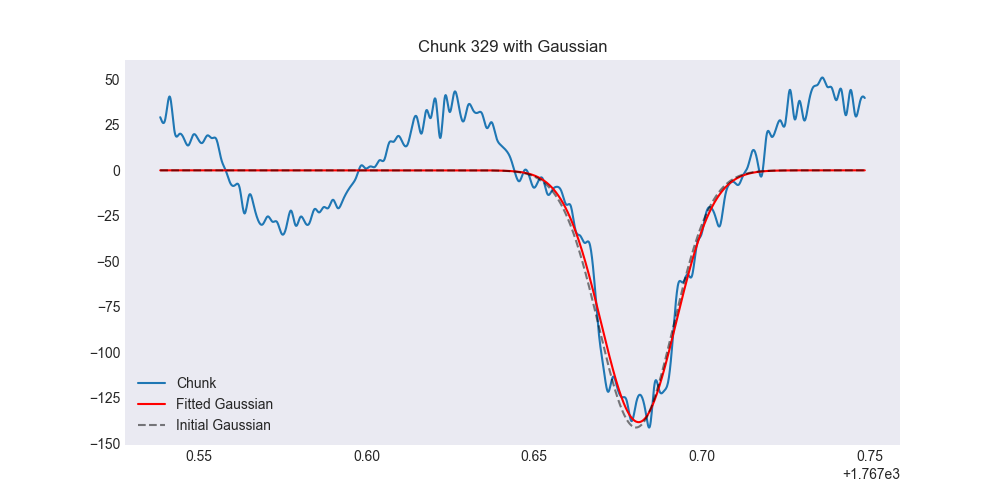 Chunk 329 with Gaussian
50
25
0
−25
−50
−75
−100
−125
−150
Chunk
Fitted Gaussian
Initial Gaussian
0.55 0.60 0.65 0.70 0.75
+1.767e3